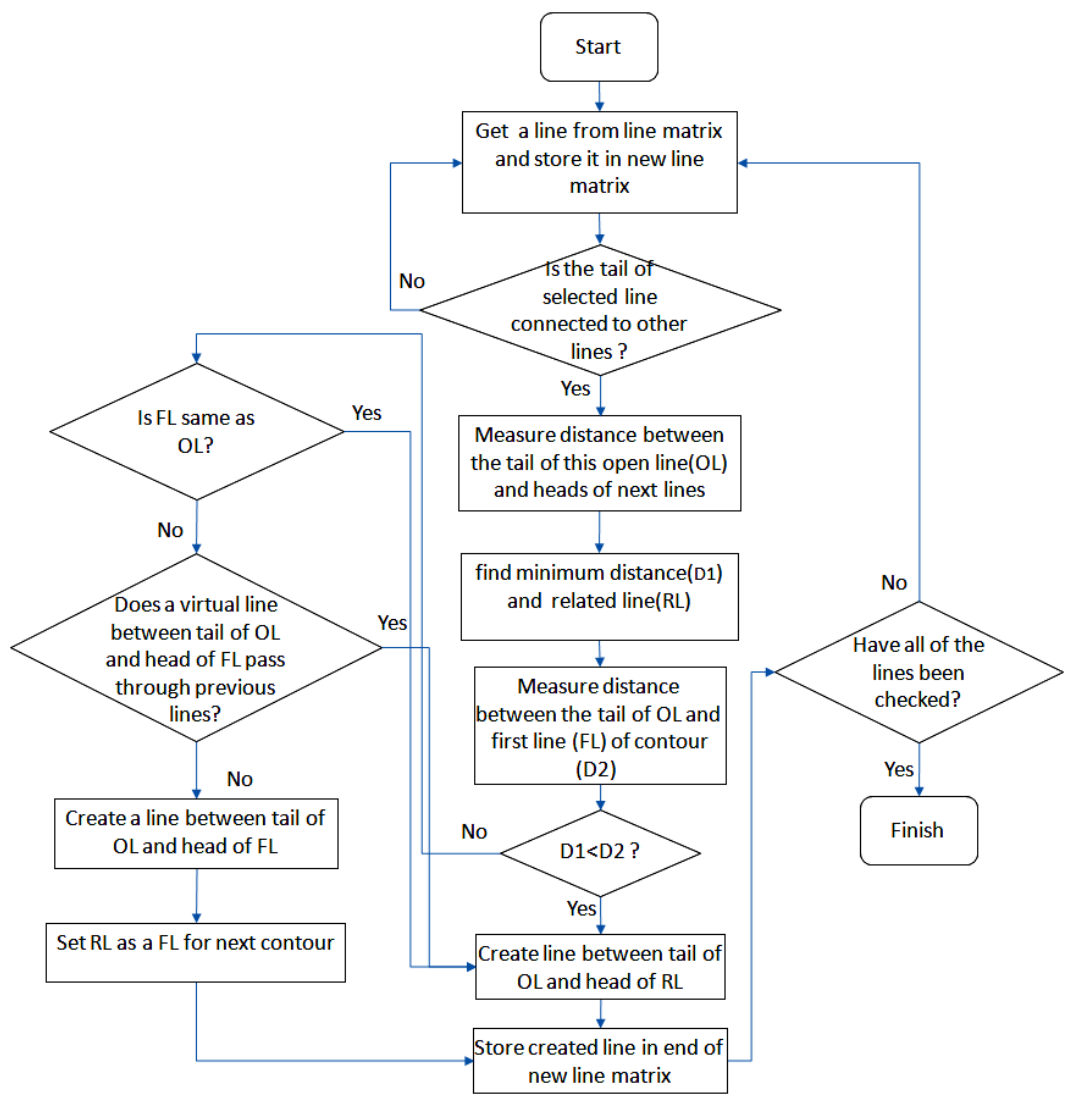 Start
Get a line from line matrix
and store it in new line
matrix
No
Is the tail of
selected line
connected to other
lines ?
Yes
Is FL same as
OL?
Yes
No
Measure distance between
the tail of this open line(OL)
and heads of next lines
find minimum distance(D1)
and related line(RL)
Does a virtual line
between tail of OL
and head of FL pass
through previous
lines?
Yes
No
Measure distance
between the tail of OL and
first line (FL) of contour
(D2)
No
Have all of the
lines been
checked?
Yes
Finish
Create a line between tail of
OL and head of FL
No
D1<D2 ?
Yes
Set RL as a FL for next contour
Create line between tail of
OL and head of RL
Store created line in end of
new line matrix